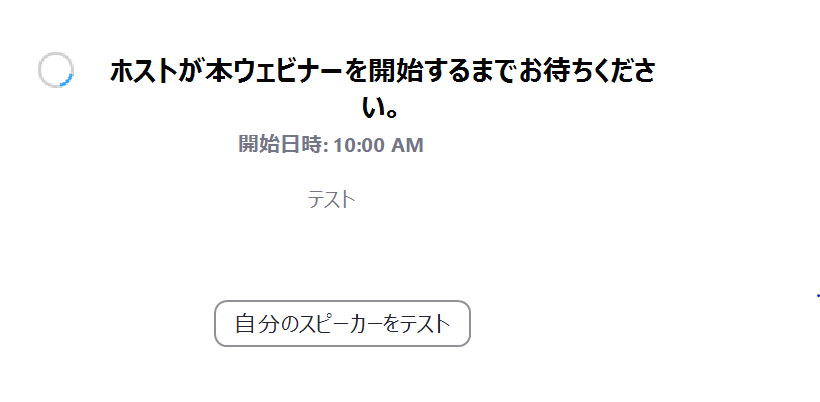 ホストが本ウェビナーを開始するまでお待ちくださ
い。
開始日時: 10:00 AM
テスト
自分のスピーカーをテスト